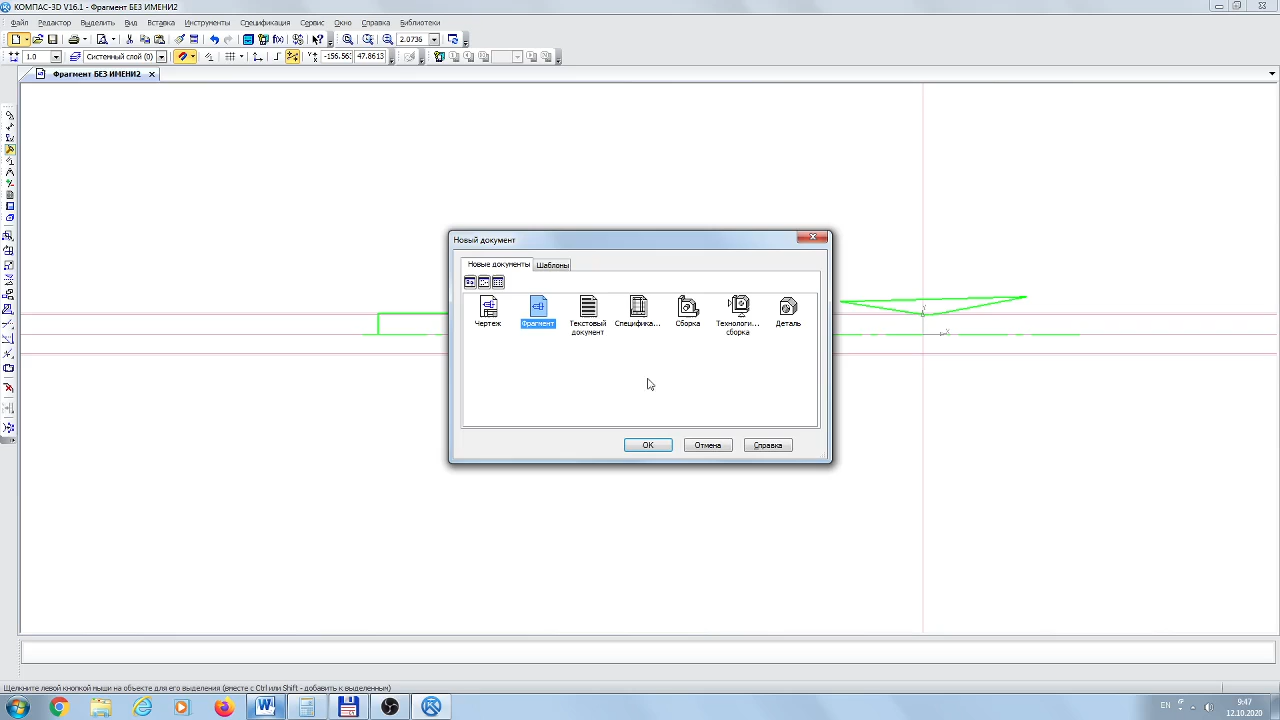 КОМПАС-3D V16.1 - Фрагмент БЕЗ ИМЕНИ2
Файл Редактор Выделить Вид Вставка Инструменты Спецификация Сервис Окно Справка Библиотеки
2.0736
1.0 Системный слой (0) -156.56 47.8613
Фрагмент БЕЗ ИМЕНИ2
Новый документ
Новые документы Шаблоны
Чертеж Фрагмент Текстовый документ Специфика... Сборка Технологи... сборка Деталь
Y
X
OK Отмена Справка
Щелкните левой кнопкой мыши на объекте для его выделения (вместе с Ctrl или Shift - добавить к выделенным)
EN 9:47
12.10.2020